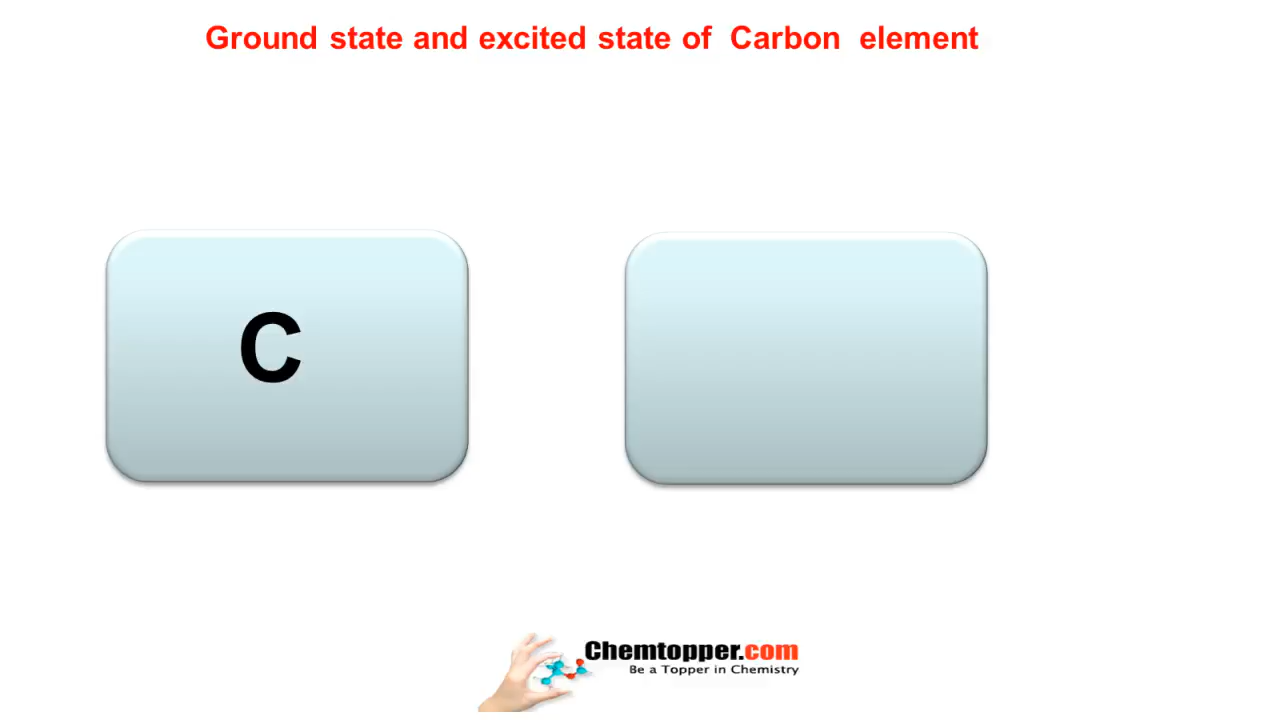 Ground state and excited state of Carbon element
C
Chemtopper.com
Be a Topper in Chemistry